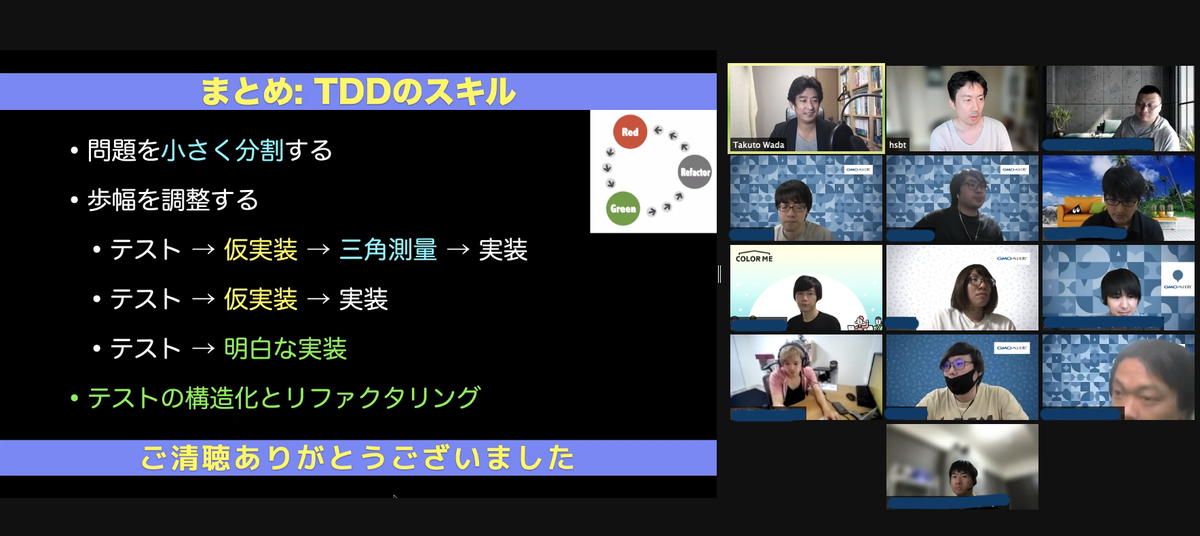 まとめ: TDDのスキル
• 問題を小さく分割する
• 歩幅を調整する
• テスト → 仮実装 → 三角測量 → 実装
• テスト → 仮実装 → 実装
• テスト → 明白な実装
• テストの構造化とリファクタリング
ご清聴ありがとうございました
Red
Refactor
Green
Takuto Wada
hsbt
COLOR ME